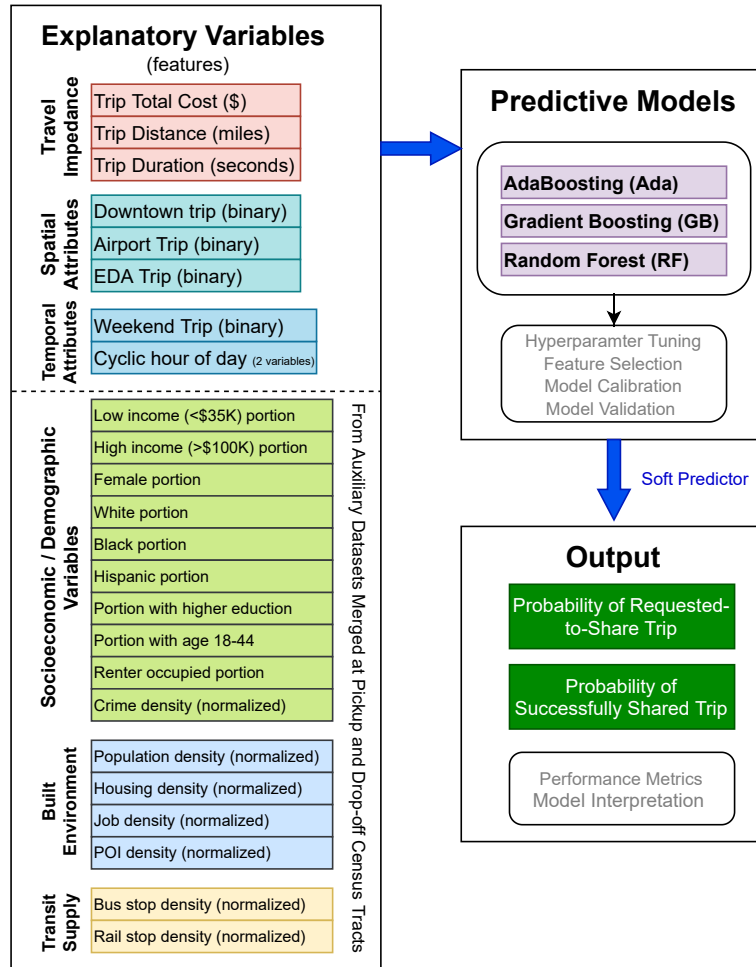 Explanatory Variables
(features)
Travel
Impedance
Trip Total Cost ($)
Trip Distance (miles)
Trip Duration (seconds)
Spatial
Attributes
Downtown trip (binary)
Airport Trip (binary)
EDA Trip (binary)
Temporal
Attributes
Weekend Trip (binary)
Cyclic hour of day (2 variables)
Socioeconomic / Demographic
Variables
Low income (<$35K) portion
High income (>$100K) portion
Female portion
White portion
Black portion
Hispanic portion
Portion with higher eduction
Portion with age 18-44
Renter occupied portion
Crime density (normalized)
Built
Environment
Population density (normalized)
Housing density (normalized)
Job density (normalized)
POI density (normalized)
Transit
Supply
Bus stop density (normalized)
Rail stop density (normalized)
From Auxiliary Datasets Merged at Pickup and Drop-off Census Tracts
Predictive Models
AdaBoosting (Ada)
Gradient Boosting (GB)
Random Forest (RF)
Hyperparamter Tuning
Feature Selection
Model Calibration
Model Validation
Soft Predictor
Output
Probability of Requested-
to-Share Trip
Probability of
Successfully Shared Trip
Performance Metrics
Model Interpretation